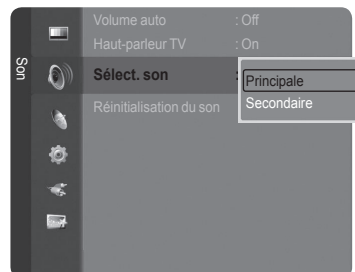 Son
Volume auto : Off
Haut-parleur TV : On
Sélect. son :
Principale
Secondaire
Réinitialisation du son